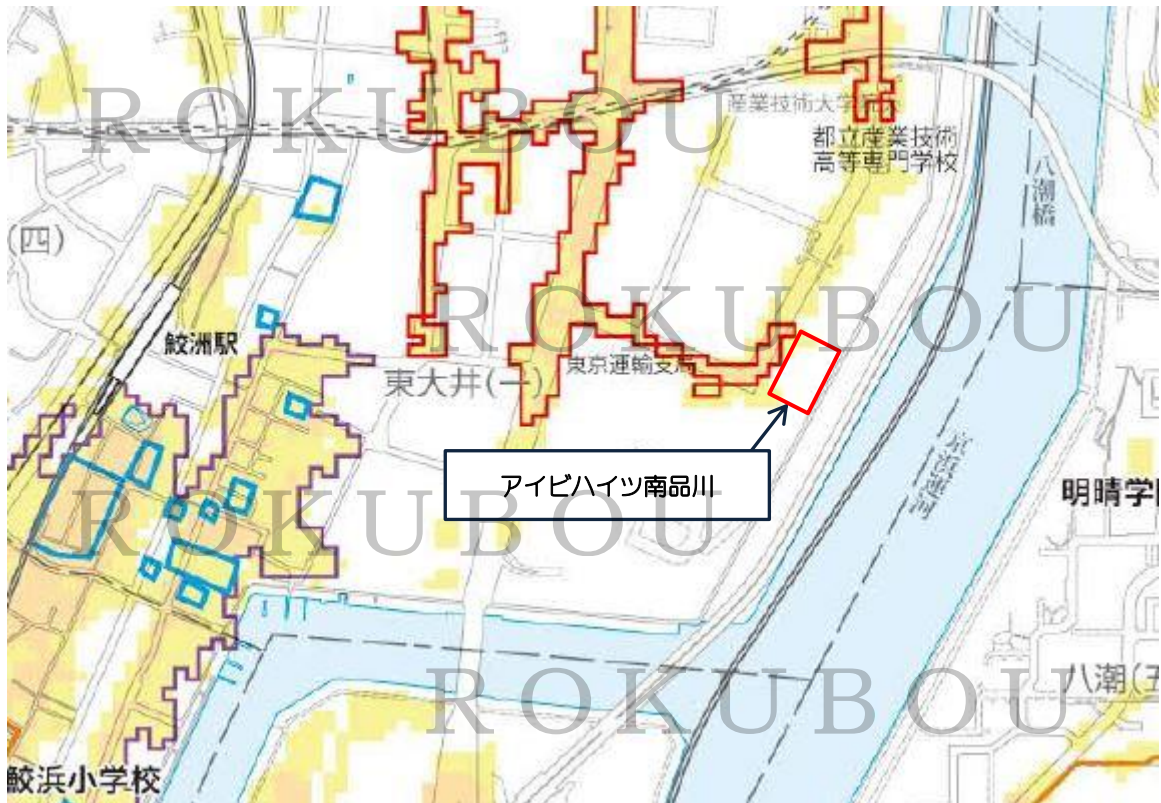 ROKUBOU
産業技術大学
都立産業技術
高等専門学校
八潮橋
(四)
ROKUBOU
鮫洲駅
東大井(一)
東京運輸支局
アイビハイツ南品川
京浜運河
明晴学
ROKUBOU
ROKUBOU
八潮(五
鮫浜小学校